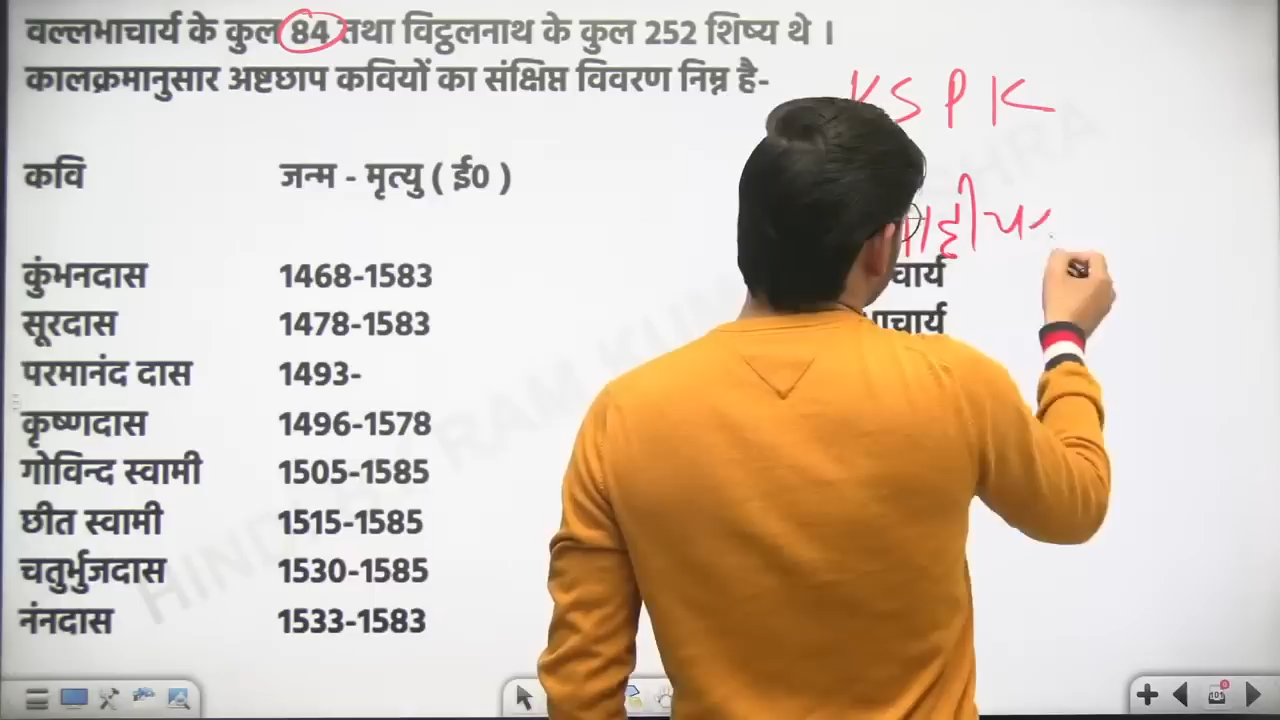 वल्लभाचार्य के कुल 84 तथा विट्ठलनाथ के कुल 252 शिष्य थे ।
कालक्रमानुसार अष्टछाप कवियों का संक्षिप्त विवरण निम्न है-
K S P K
कवि जन्म - मृत्यु ( ई0 )
कुंभनदास 1468-1583
सूरदास 1478-1583
परमानंद दास 1493-
कृष्णदास 1496-1578
गोविन्द स्वामी 1505-1585
छीत स्वामी 1515-1585
चतुर्भुजदास 1530-1585
नंनदास 1533-1583